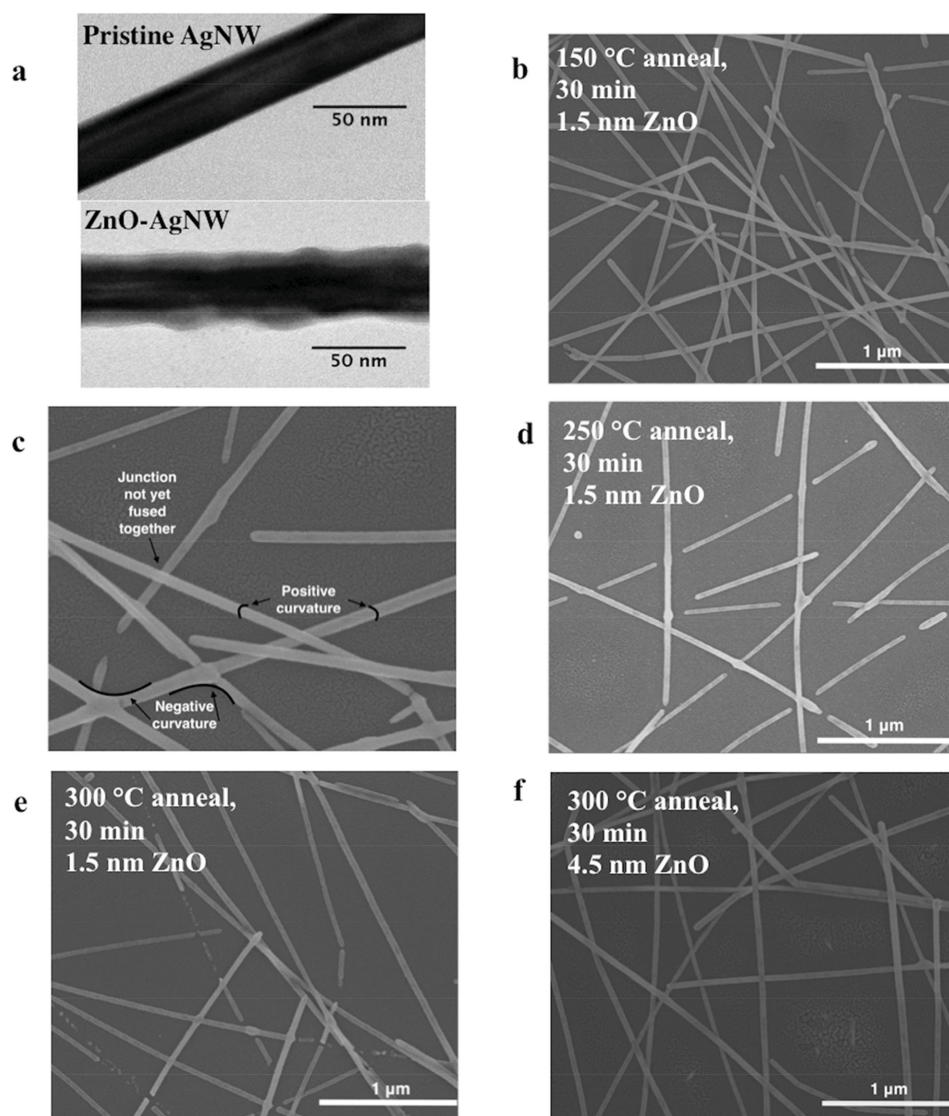 a
Pristine AgNW
50 nm
ZnO-AgNW
50 nm
b
150 °C anneal,
30 min
1.5 nm ZnO
1 µm
c
Junction
not yet
fused
together
Positive
curvature
Negative
curvature
d
250 °C anneal,
30 min
1.5 nm ZnO
1 µm
e
300 °C anneal,
30 min
1.5 nm ZnO
1 µm
f
300 °C anneal,
30 min
4.5 nm ZnO
1 µm